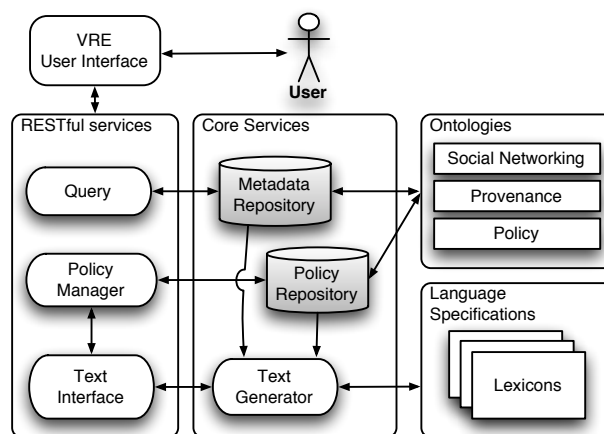 VRE
User Interface
User
RESTful services
Query
Policy
Manager
Text
Interface
Core Services
Metadata
Repository
Policy
Repository
Text
Generator
Ontologies
Social Networking
Provenance
Policy
Language
Specifications
Lexicons